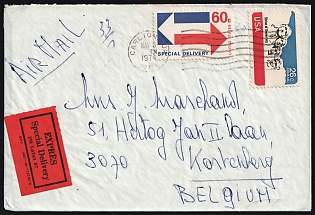 AIR MAIL
60c
SPECIAL DELIVERY
USA
26c
Mrs J. Marchand,
51 Hertog Jan II laan,
3070 Kortenberg
BELGIUM
EXPRES
Special Delivery